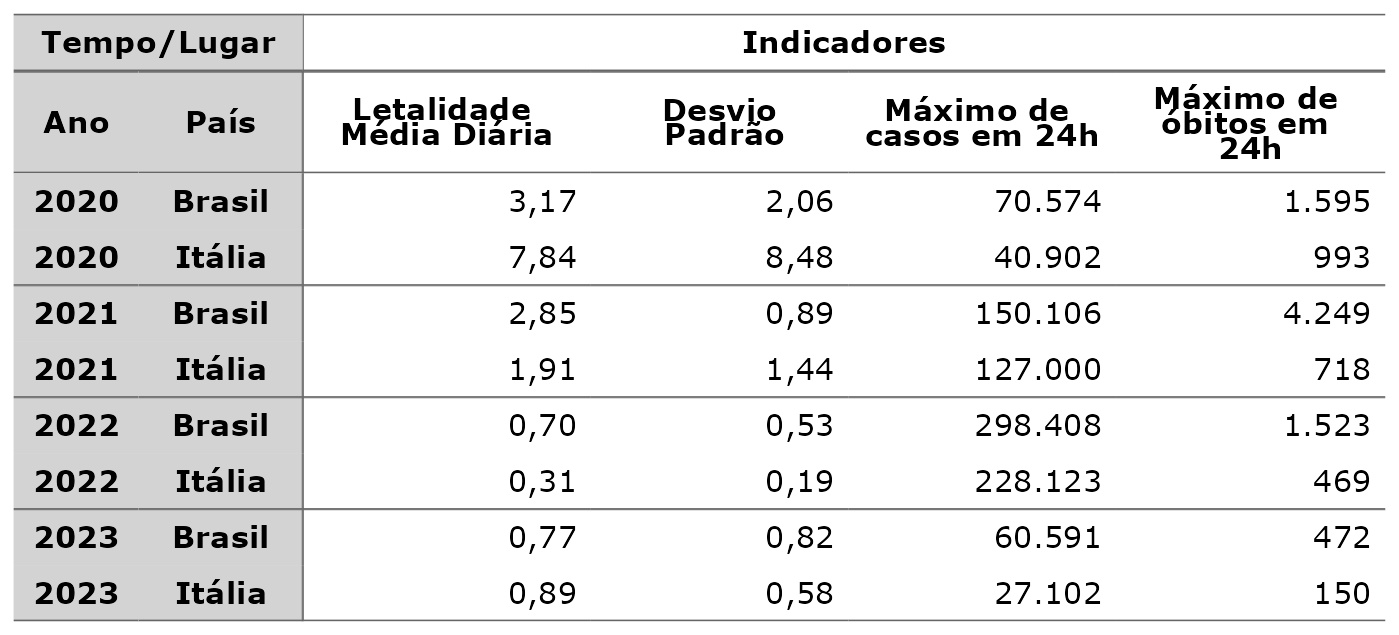 Tempo/Lugar Indicadores
Ano País Letalidade Média Diária Desvio Padrão Máximo de casos em 24h Máximo de óbitos em 24h
2020 Brasil 3,17 2,06 70.574 1.595
2020 Itália 7,84 8,48 40.902 993
2021 Brasil 2,85 0,89 150.106 4.249
2021 Itália 1,91 1,44 127.000 718
2022 Brasil 0,70 0,53 298.408 1.523
2022 Itália 0,31 0,19 228.123 469
2023 Brasil 0,77 0,82 60.591 472
2023 Itália 0,89 0,58 27.102 150